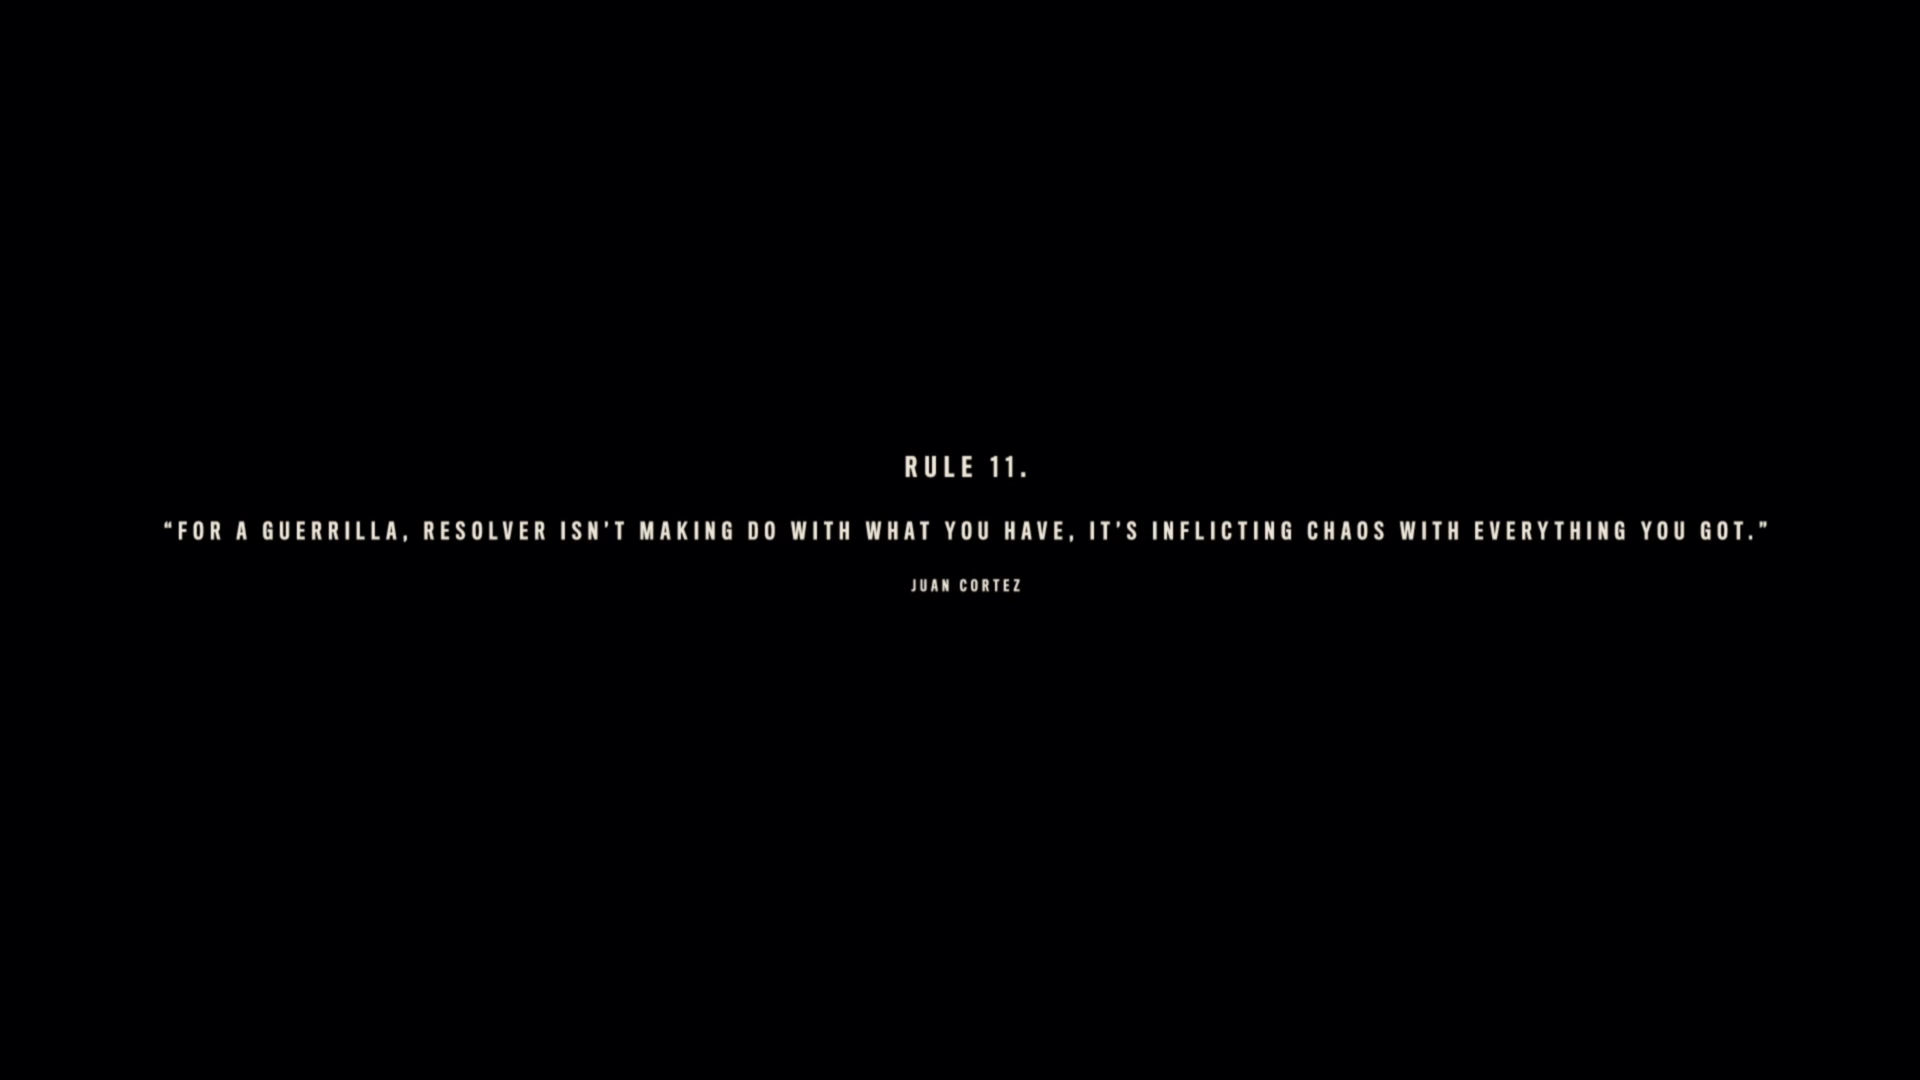 RULE 11.
“FOR A GUERRILLA, RESOLVER ISN’T MAKING DO WITH WHAT YOU HAVE, IT’S INFLICTING CHAOS WITH EVERYTHING YOU GOT.”
JUAN CORTEZ